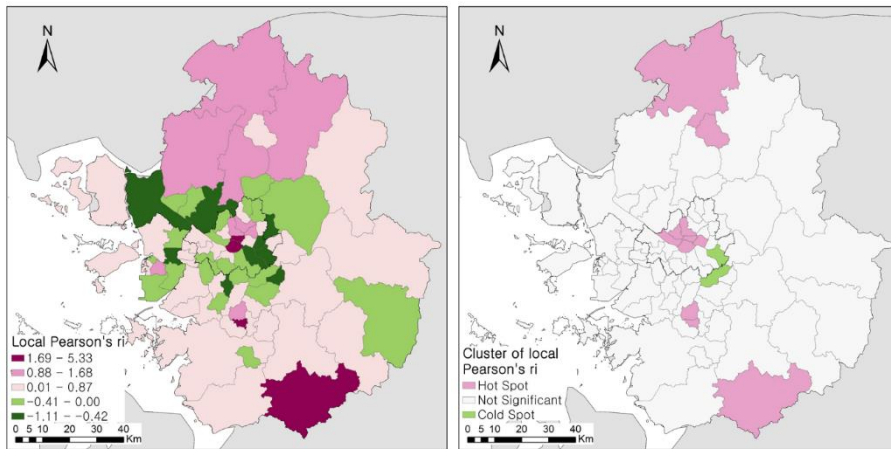 N
Local Pearson's ri
1.69 – 5.33
0.88 – 1.68
0.01 – 0.87
-0.41 – 0.00
-1.11 – -0.42
0 5 10 20 30 40
Km
N
Cluster of local
Pearson's ri
Hot Spot
Not Significant
Cold Spot
0 5 10 20 30 40
Km